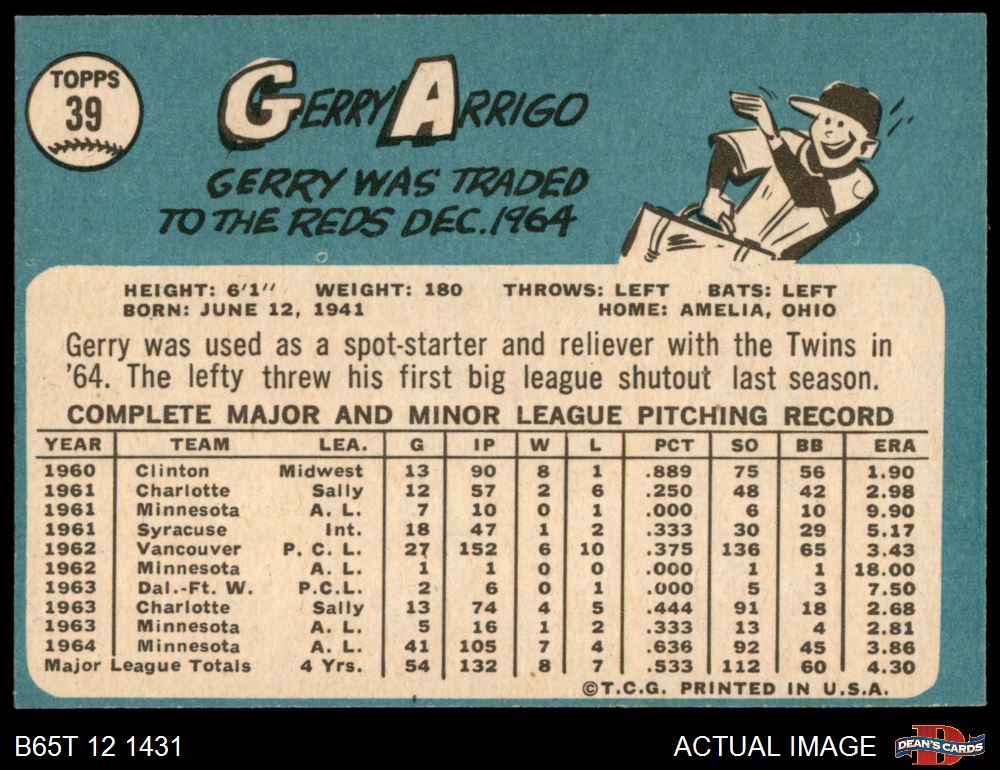 TOPPS
39
GERRY ARRIGO
GERRY WAS TRADED
TO THE REDS DEC. 1964
HEIGHT: 6'1" WEIGHT: 180 THROWS: LEFT BATS: LEFT
BORN: JUNE 12, 1941 HOME: AMELIA, OHIO
Gerry was used as a spot-starter and reliever with the Twins in
'64. The lefty threw his first big league shutout last season.
COMPLETE MAJOR AND MINOR LEAGUE PITCHING RECORD
YEAR TEAM LEA. G IP W L PCT SO BB ERA
1960 Clinton Midwest 13 90 8 1 .889 75 56 1.90
1961 Charlotte Sally 12 57 2 6 .250 48 42 2.98
1961 Minnesota A. L. 7 10 0 1 .000 6 10 9.90
1961 Syracuse Int. 18 47 1 2 .333 30 29 5.17
1962 Vancouver P. C. L. 27 152 6 10 .375 136 65 3.43
1962 Minnesota A. L. 1 1 0 0 .000 1 1 18.00
1963 Dal.-Ft. W. P.C.L. 2 6 0 1 .000 5 3 7.50
1963 Charlotte Sally 13 74 4 5 .444 91 18 2.68
1963 Minnesota A. L. 5 16 1 2 .333 13 4 2.81
1964 Minnesota A. L. 41 105 7 4 .636 92 45 3.86
Major League Totals 4 Yrs. 54 132 8 7 .533 112 60 4.30
©T.C.G. PRINTED IN U.S.A.
B65T 12 1431 ACTUAL IMAGE DEAN'S CARDS